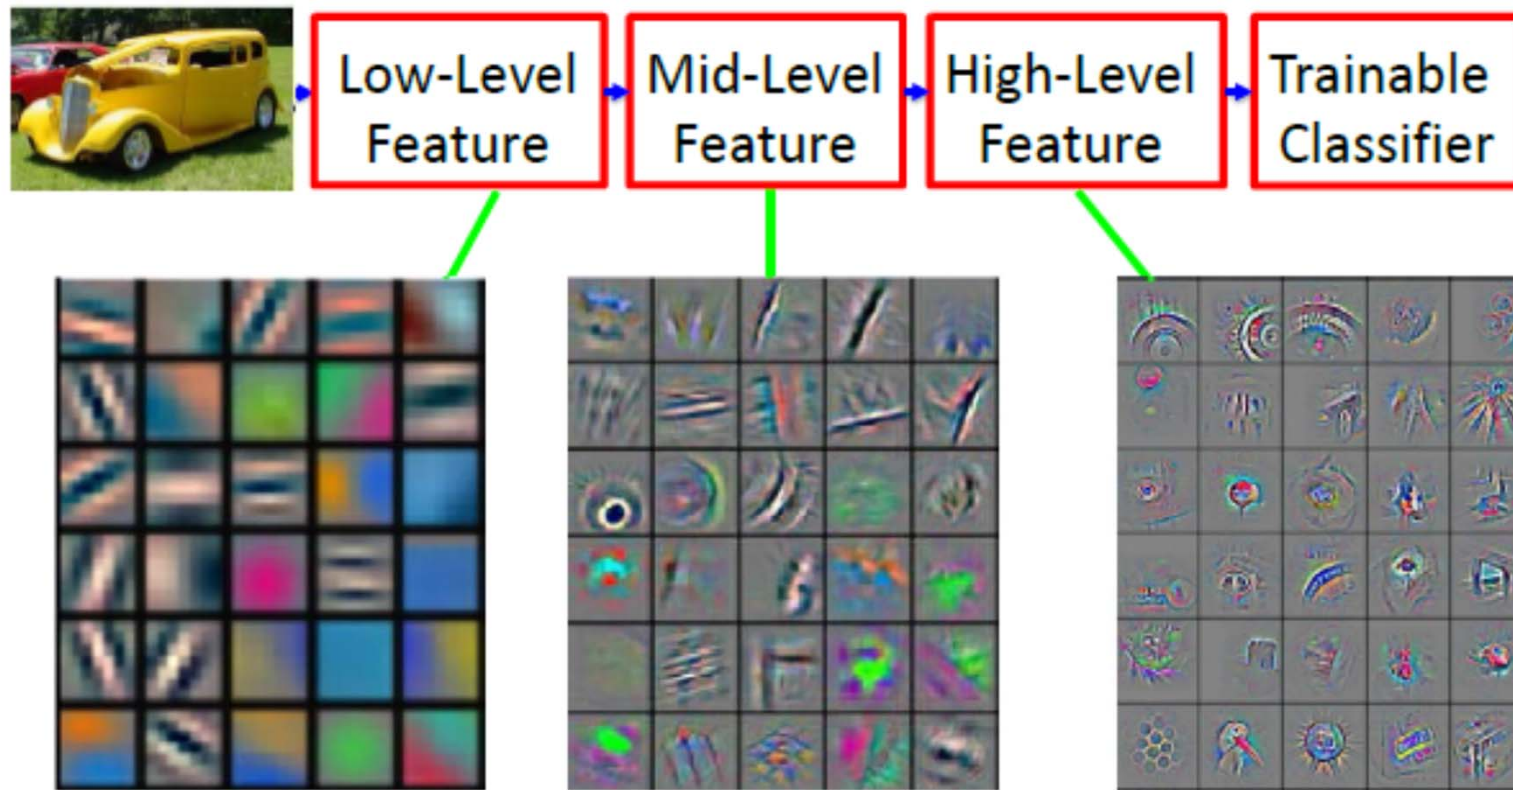 Low-Level
Feature
Mid-Level
Feature
High-Level
Feature
Trainable
Classifier